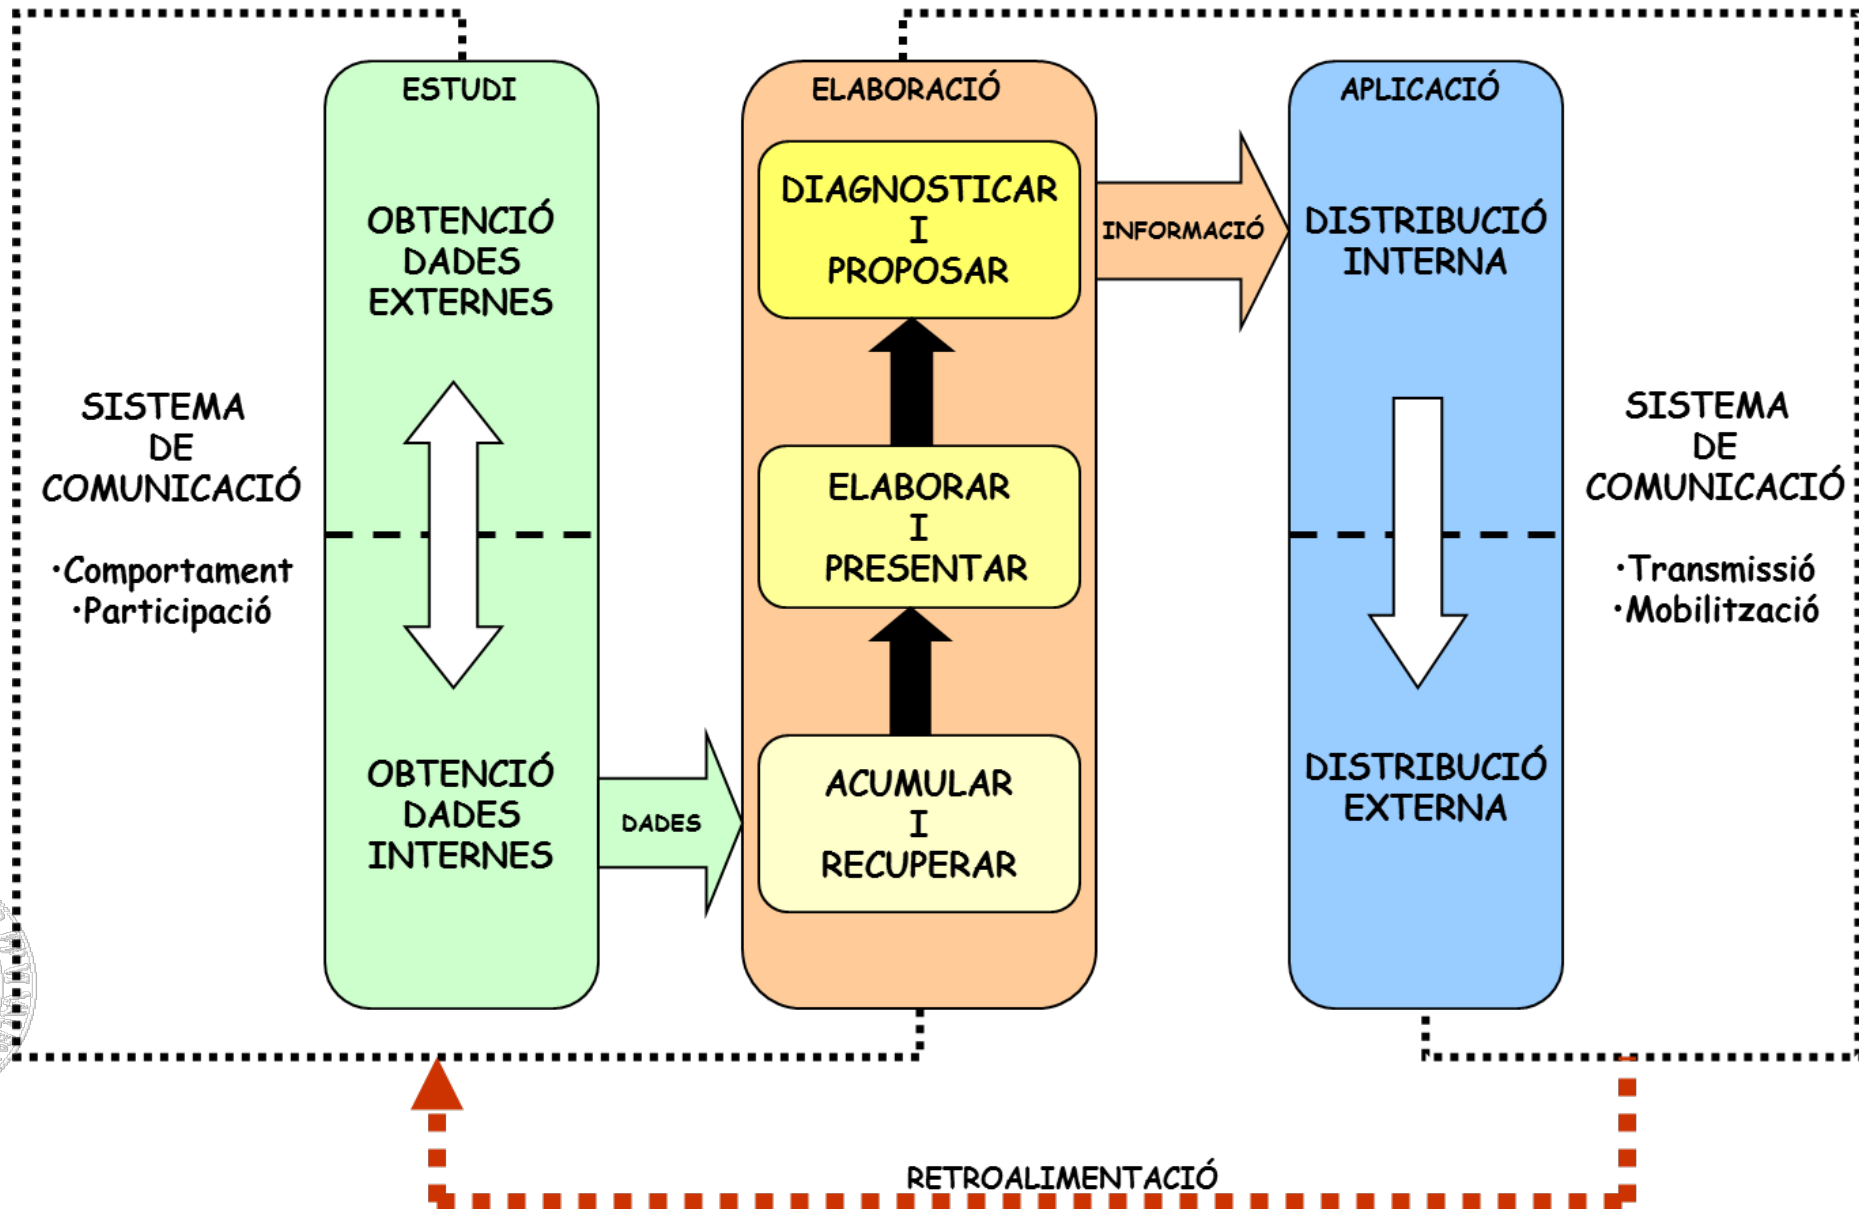 SISTEMA
DE
COMUNICACIÓ
·Comportament
·Participació
ESTUDI
OBTENCIÓ
DADES
EXTERNES
OBTENCIÓ
DADES
INTERNES
DADES
ELABORACIÓ
DIAGNOSTICAR
I
PROPOSAR
ELABORAR
I
PRESENTAR
ACUMULAR
I
RECUPERAR
INFORMACIÓ
APLICACIÓ
DISTRIBUCIÓ
INTERNA
DISTRIBUCIÓ
EXTERNA
SISTEMA
DE
COMUNICACIÓ
·Transmissió
·Mobilització
RETROALIMENTACIÓ